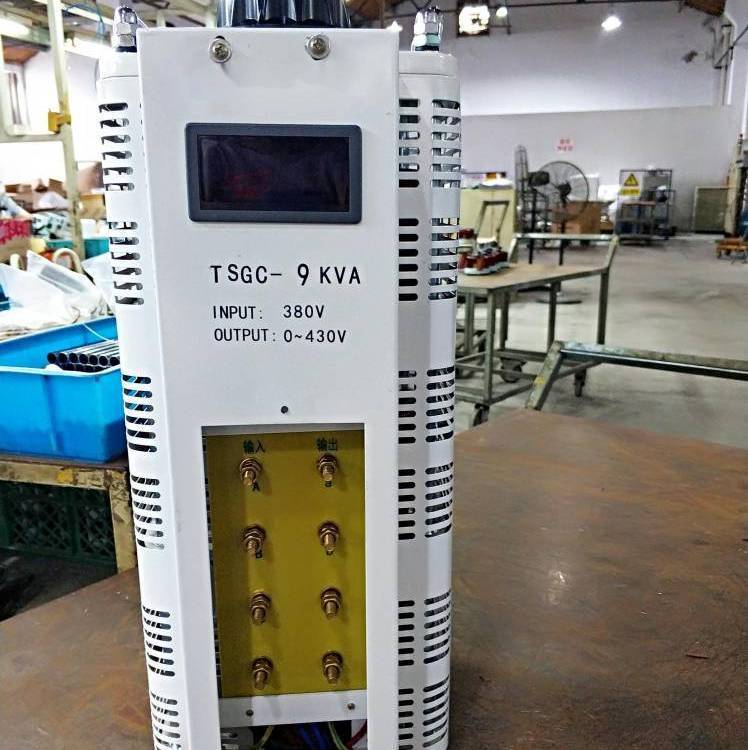 TSGC- 9 KVA
INPUT: 380V
OUTPUT: 0~430V
输入 输出
A
B